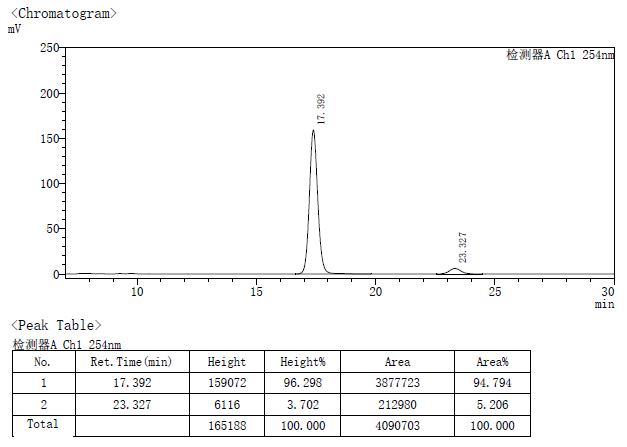 <Chromatogram>
mV
250
检测器A Ch1 254nm
200
150
100
50
0
17.392
23.327
10 15 20 25 30
min
<Peak Table>
检测器A Ch1 254nm
No. Ret.Time(min) Height Height% Area Area%
1 17.392 159072 96.298 3877723 94.794
2 23.327 6116 3.702 212980 5.206
Total 165188 100.000 4090703 100.000